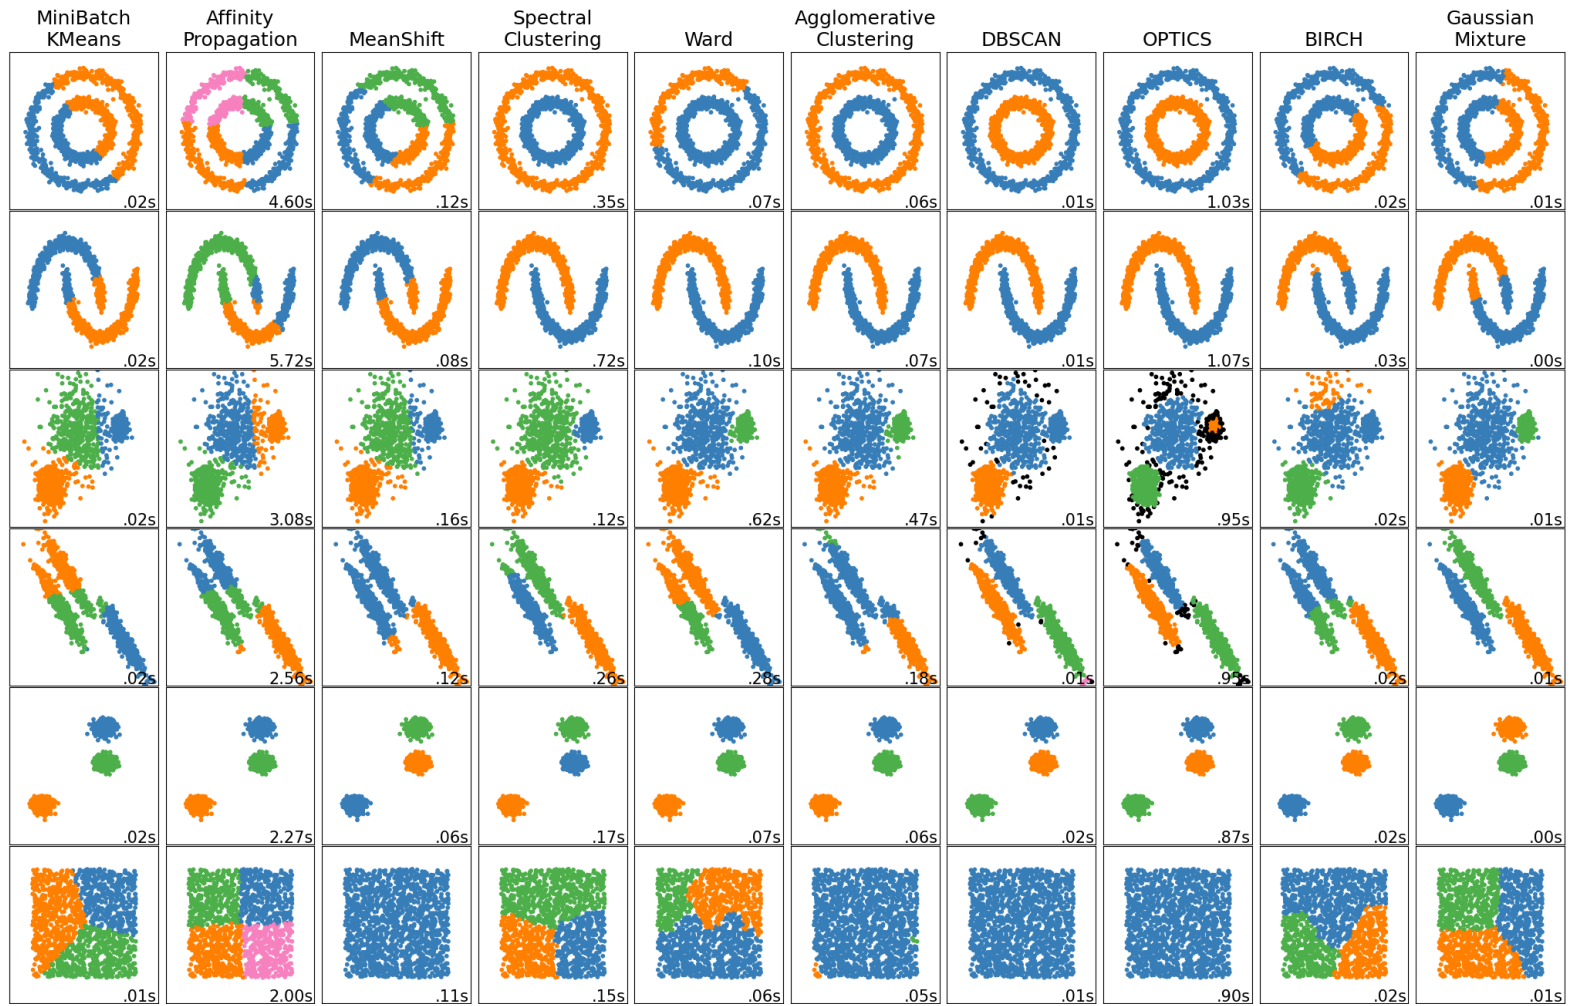 MiniBatch
KMeans
Affinity
Propagation
MeanShift
Spectral
Clustering
Ward
Agglomerative
Clustering
DBSCAN
OPTICS
BIRCH
Gaussian
Mixture
.02s
4.60s
.12s
.35s
.07s
.06s
.01s
1.03s
.02s
.01s
.02s
5.72s
.08s
.72s
.10s
.07s
.01s
1.07s
.03s
.00s
.02s
3.08s
.16s
.12s
.62s
.47s
.01s
.95s
.02s
.01s
.02s
2.56s
.12s
.26s
.28s
.18s
.01s
.93s
.02s
.01s
.02s
2.27s
.06s
.17s
.07s
.06s
.02s
.87s
.02s
.00s
.01s
2.00s
.11s
.15s
.06s
.05s
.01s
.90s
.02s
.01s